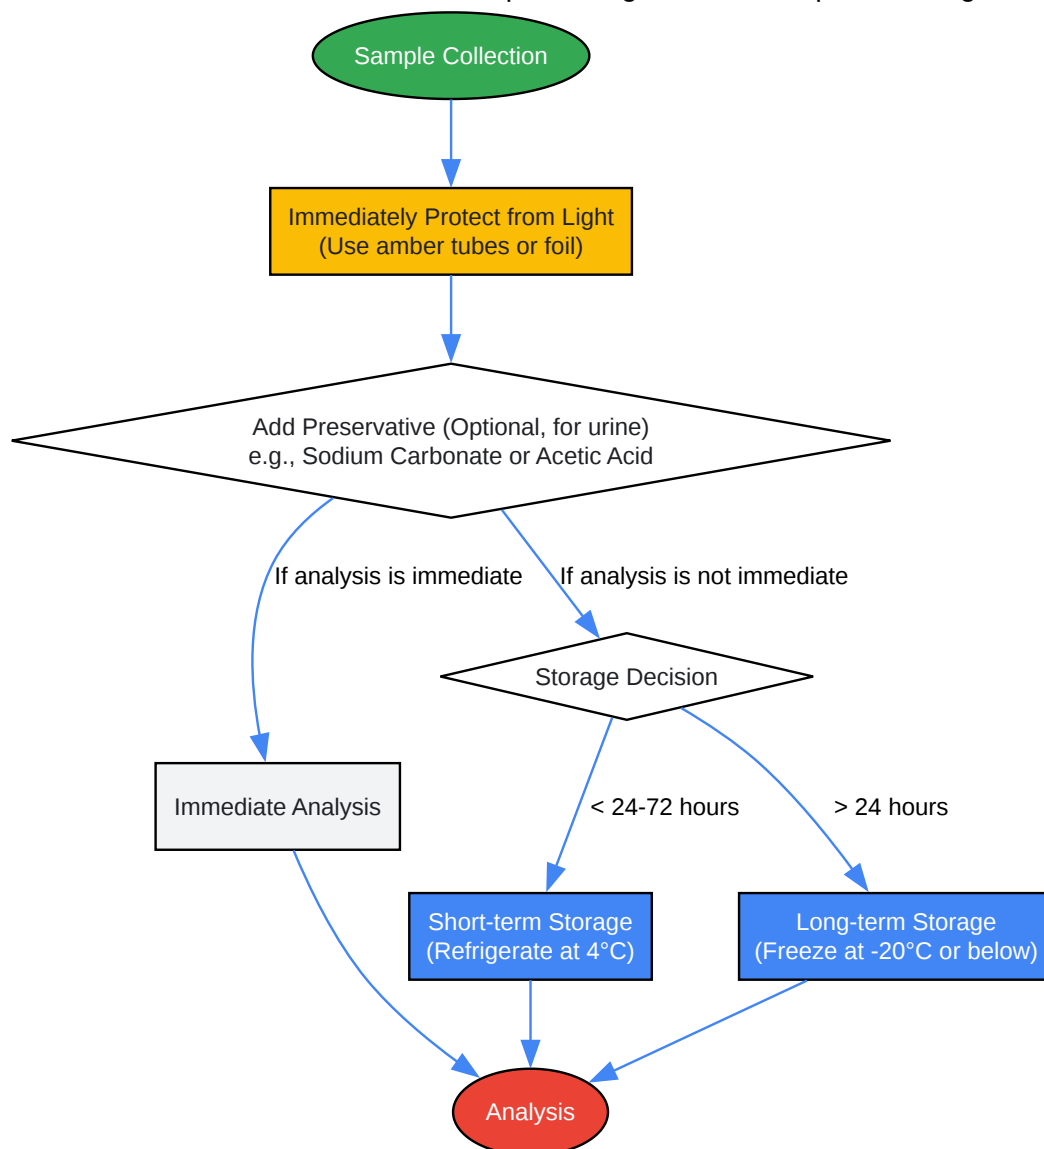 Sample Collection
Immediately Protect from Light
(Use amber tubes or foil)
Add Preservative (Optional, for urine)
e.g., Sodium Carbonate or Acetic Acid
If analysis is immediate
If analysis is not immediate
Storage Decision
Immediate Analysis
< 24-72 hours
> 24 hours
Short-term Storage
(Refrigerate at 4°C)
Long-term Storage
(Freeze at -20°C or below)
Analysis